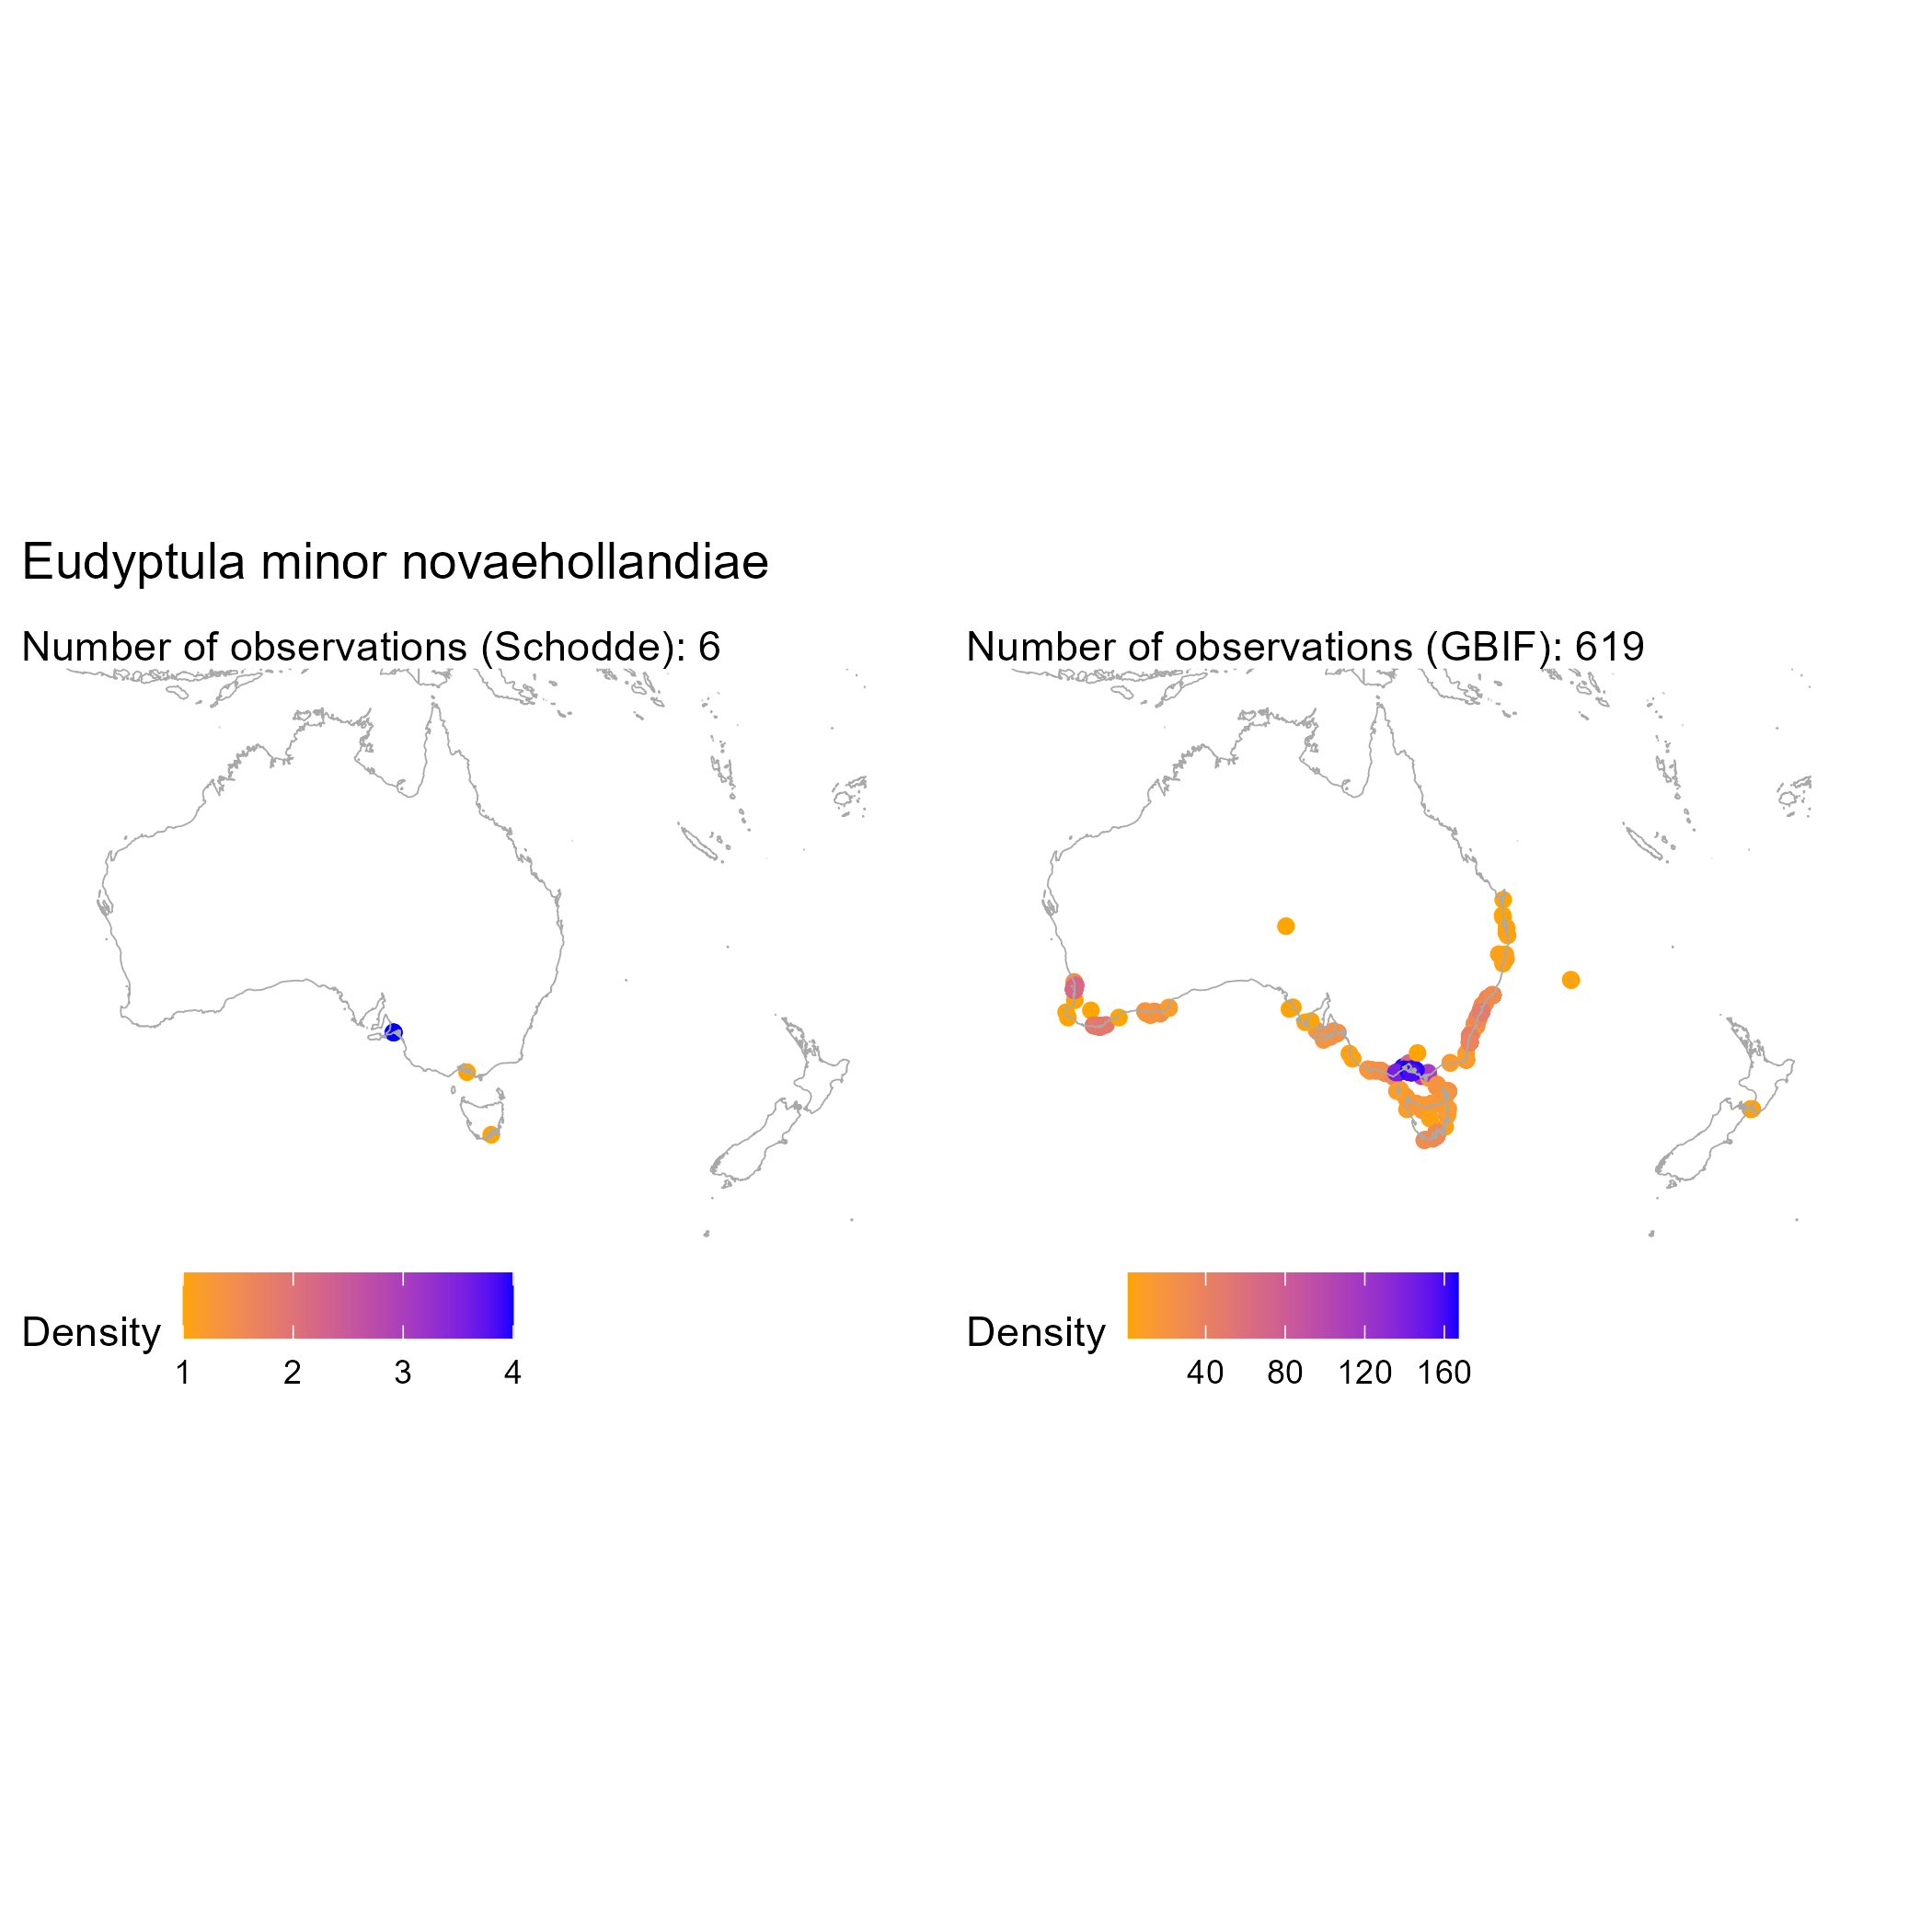 Eudyptula minor novaehollandiae
Number of observations (Schodde): 6
Number of observations (GBIF): 619
Density
1 2 3 4
Density
40 80 120 160